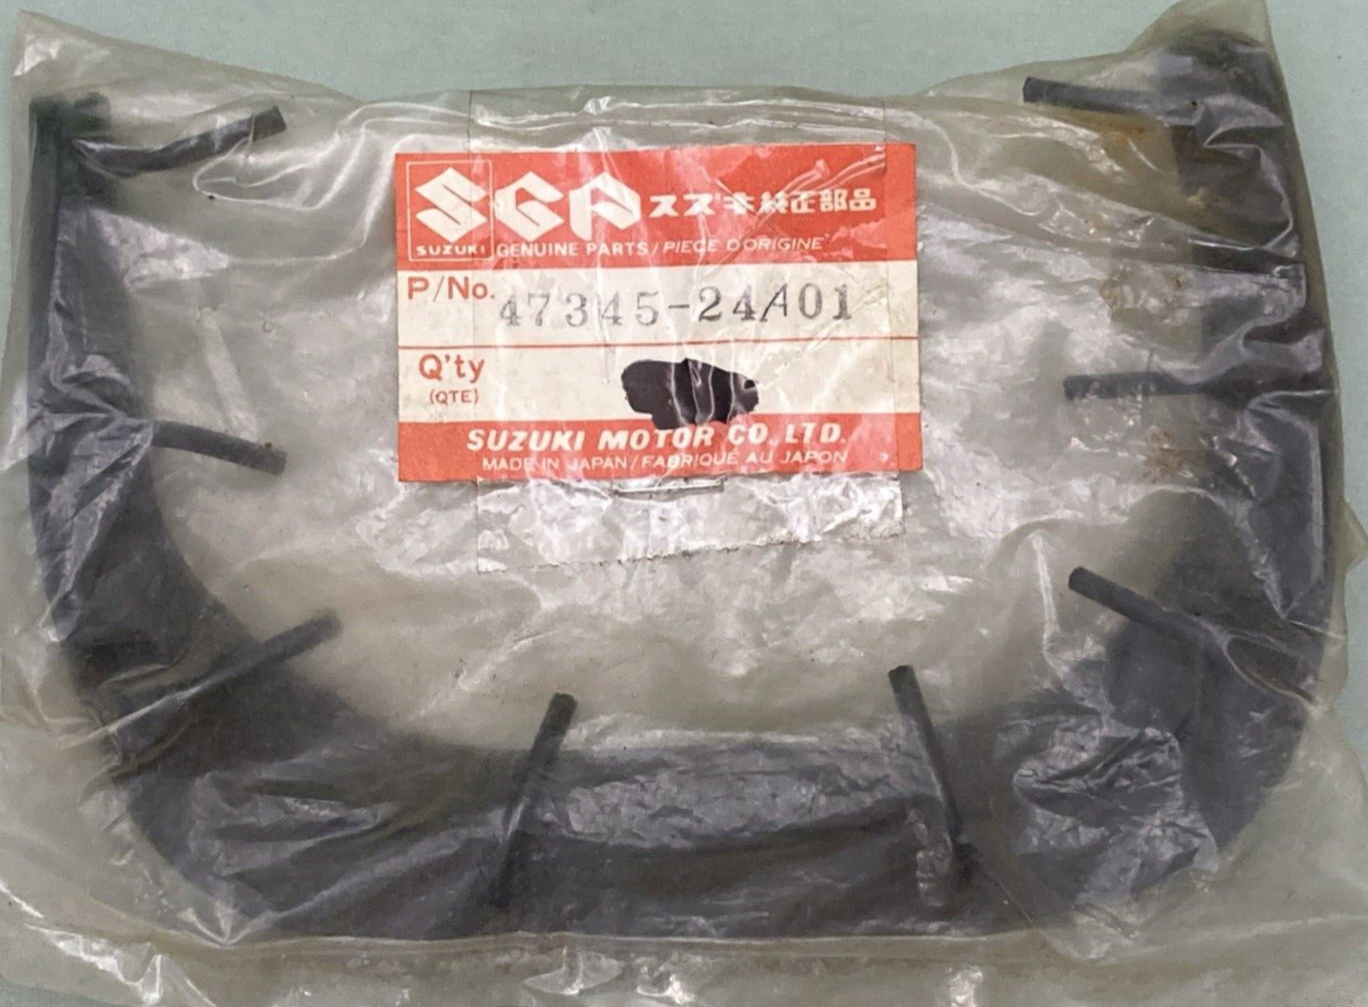 SUZUKI
SGP スズキ純正部品
GENUINE PARTS / PIECE D'ORIGINE
P/No. 47345-24A01
Q'ty
(QTE)
SUZUKI MOTOR CO. LTD.
MADE IN JAPAN / FABRIQUE AU JAPON